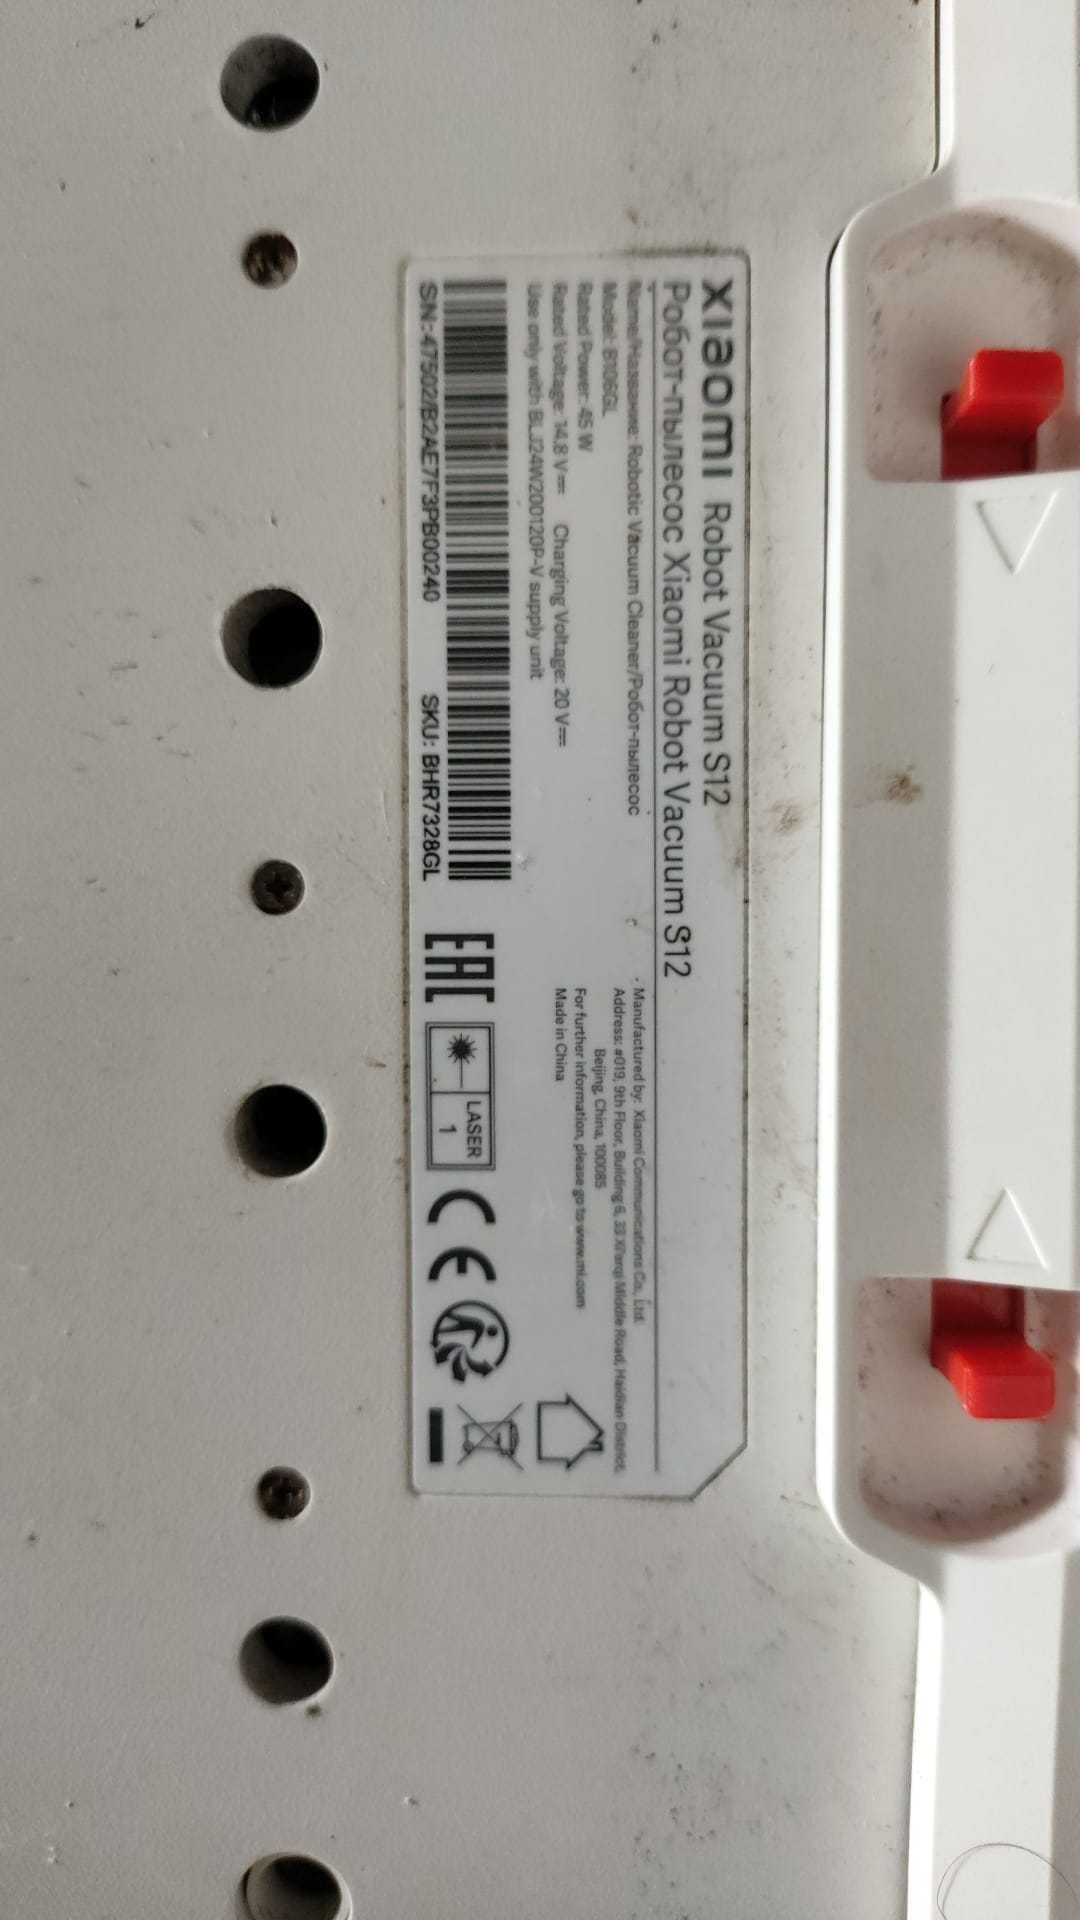 xiaomi Robot Vacuum S12
Робот-пылесос Xiaomi Robot Vacuum S12
Name/Название: Robotic Vacuum Cleaner/Робот-пылесос
Model: B106GL
Rated Power: 45 W
Rated Voltage: 14.8 V⎓ Charging Voltage: 20 V⎓
Use only with BLJ24W200120P-V supply unit
SN:47502/B2AE7F3PB00240 SKU: BHR7328GL
Manufactured by: Xiaomi Communications Co., Ltd.
Address: #019, 9th Floor, Building 6, 33 Xi'erqi Middle Road, Haidian District,
Beijing, China, 100085
For further information, please go to www.mi.com
Made in China
EAC
LASER
1
CE